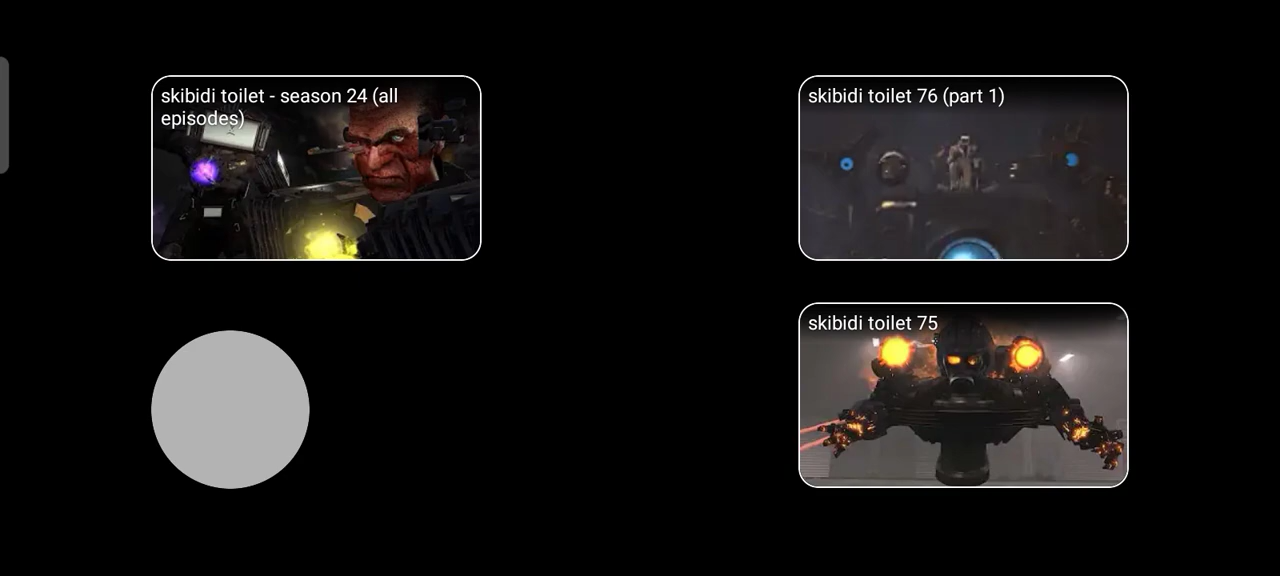 skibidi toilet - season 24 (all
episodes)
skibidi toilet 76 (part 1)
skibidi toilet 75